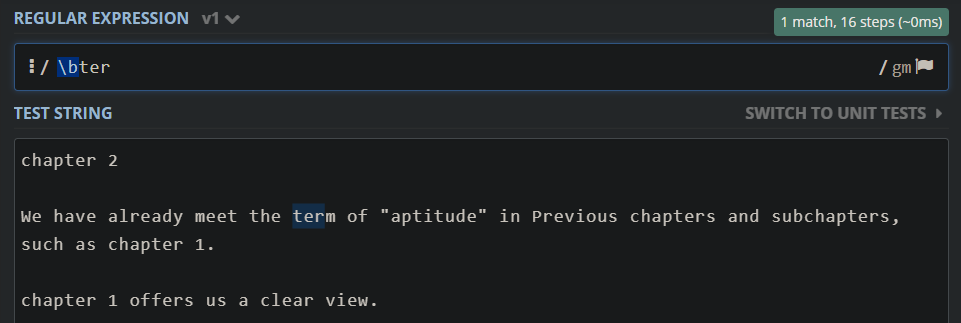 REGULAR EXPRESSION v1
1 match, 16 steps (~0ms)
/ \bter / gm
TEST STRING
SWITCH TO UNIT TESTS
chapter 2
We have already meet the term of "aptitude" in Previous chapters and subchapters,
such as chapter 1.
chapter 1 offers us a clear view.